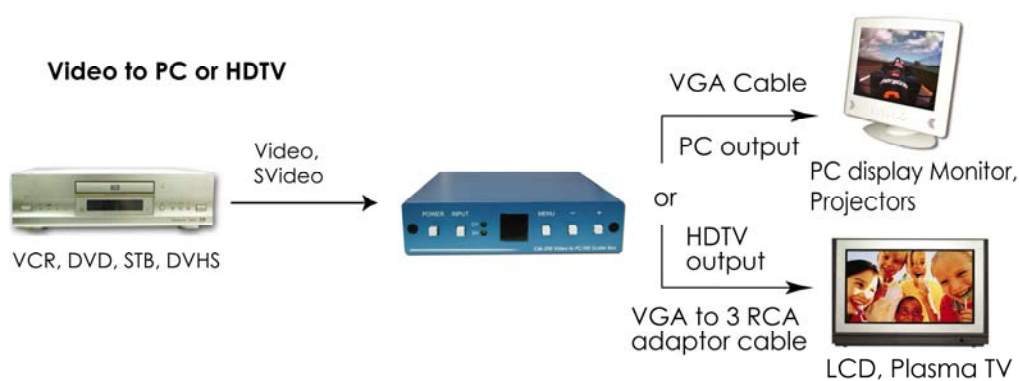 Video to PC or HDTV
VGA Cable
PC output
Video,
SVideo
PC display Monitor,
Projectors
or
POWER INPUT
MENU - +
HDTV
output
VCR, DVD, STB, DVHS
VGA to 3 RCA
adaptor cable
LCD, Plasma TV